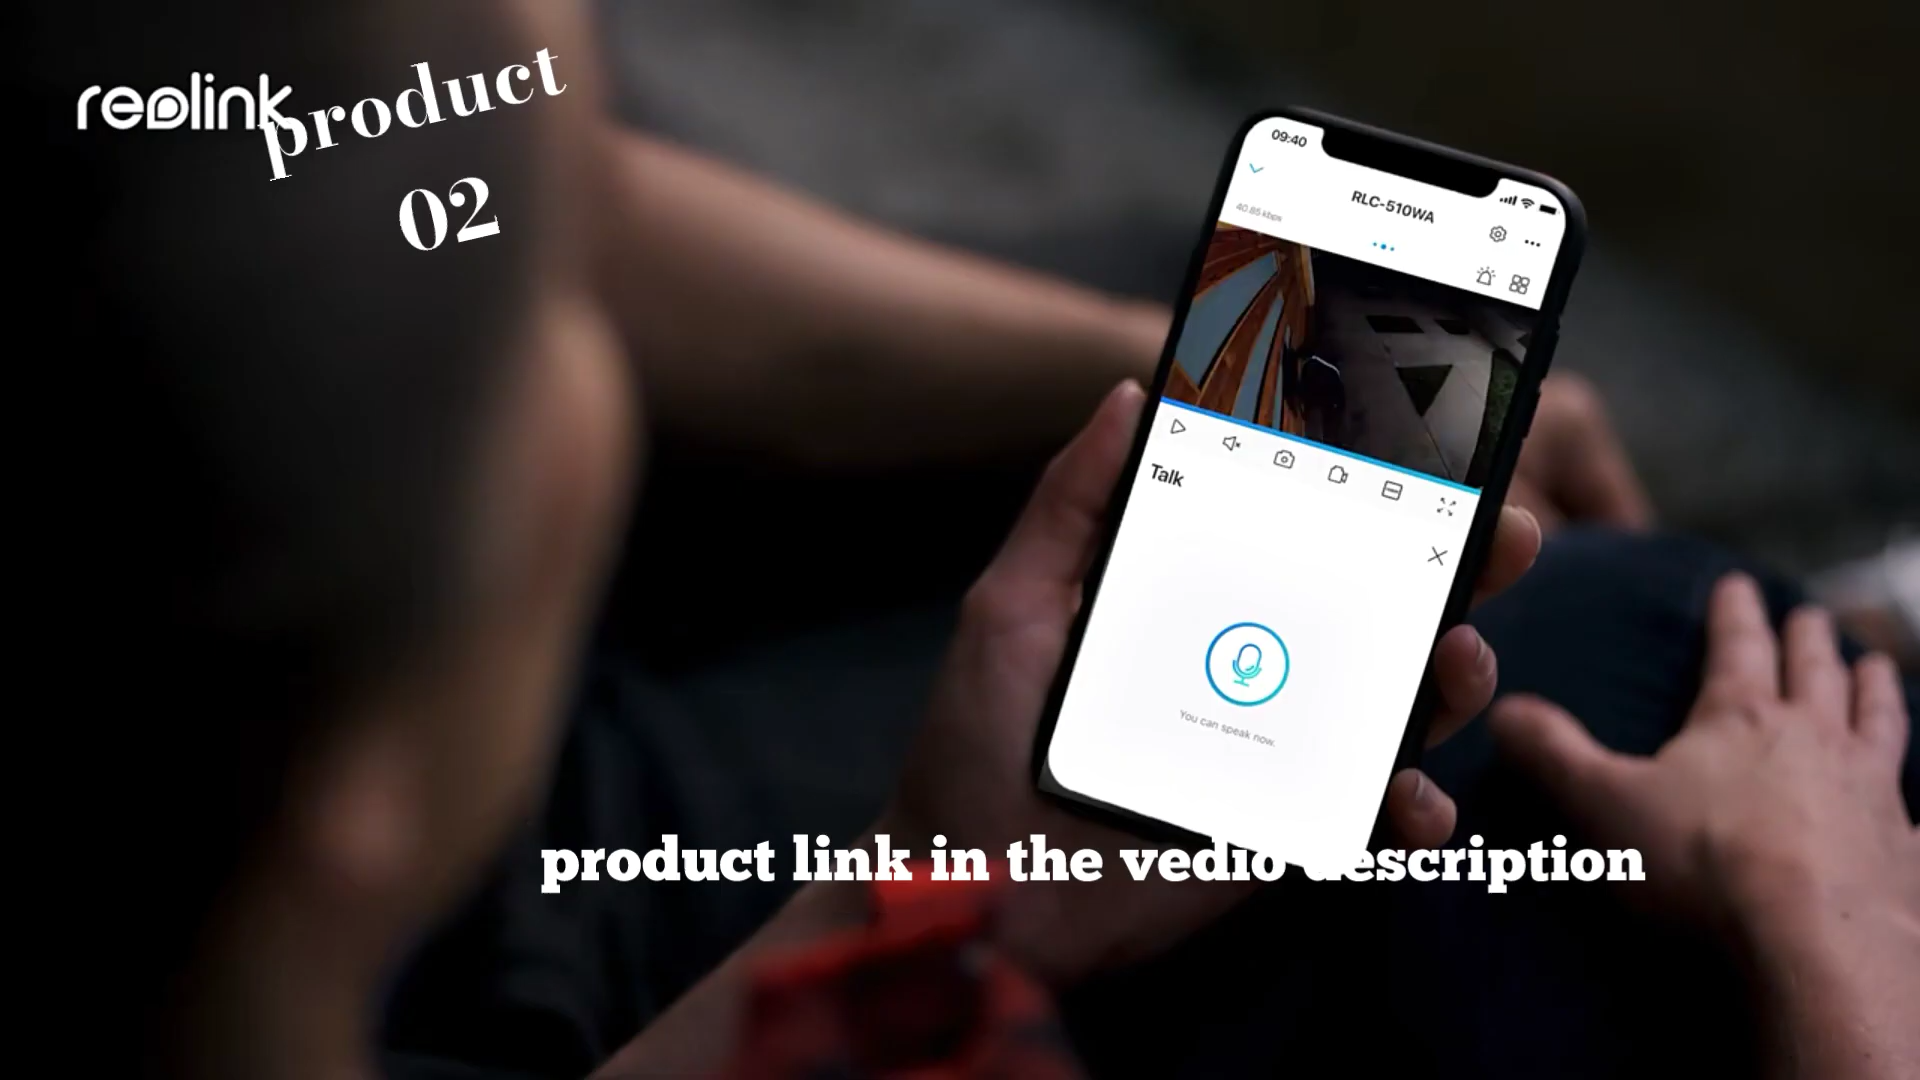 reolink
product
02
09:40
RLC-510WA
40.85 kbps
Talk
You can speak now.
product link in the vedio description